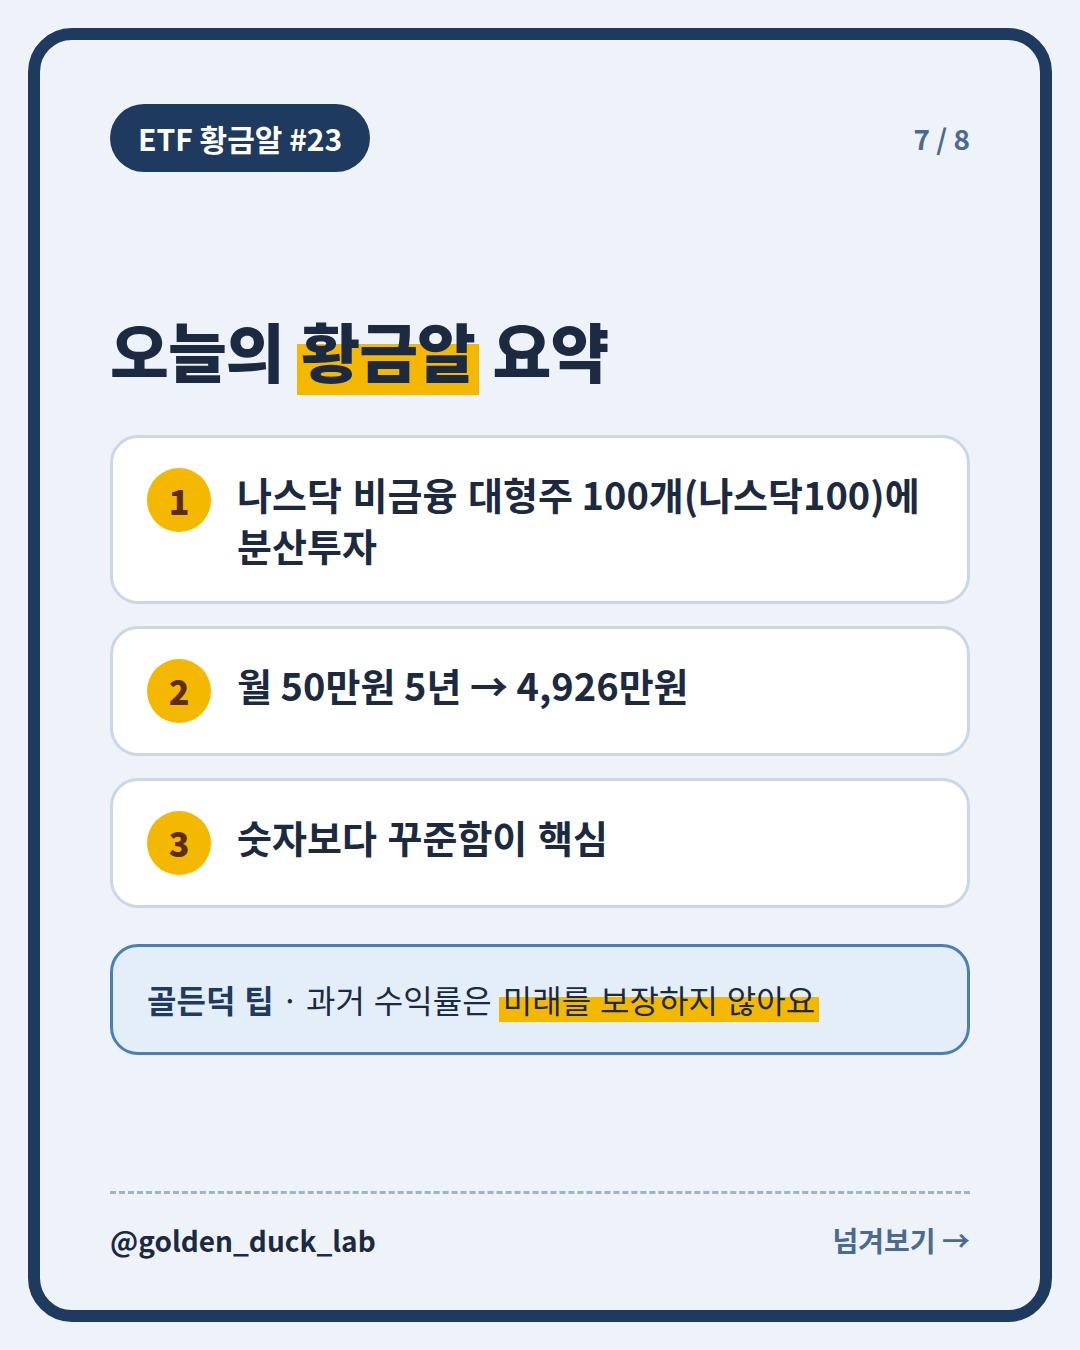 ETF 황금알 #23
7 / 8
오늘의 황금알 요약
1 나스닥 비금융 대형주 100개(나스닥100)에
분산투자
2 월 50만원 5년 → 4,926만원
3 숫자보다 꾸준함이 핵심
골든덕 팁 · 과거 수익률은 미래를 보장하지 않아요
@golden_duck_lab
넘겨보기 →